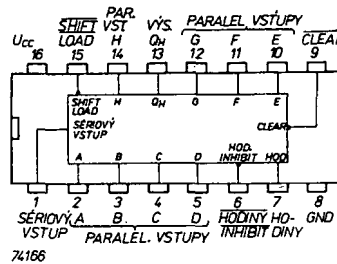 SHIFT PAR. VÝS. PARALEL. VSTUPY CLEAR
UCC LOAD VST. H QH G F E
16 15 14 13 12 11 10 9
SHIFT LOAD H QH G F E
SÉRIOVÝ VSTUP CLEAR
HOD. INHIBIT HOD.
A B C D
1 2 3 4 5 6 7 8
SÉRIOVÝ VSTUP A B C D HODINY INHIBIT HO-DINY GND
PARALEL. VSTUPY
74166